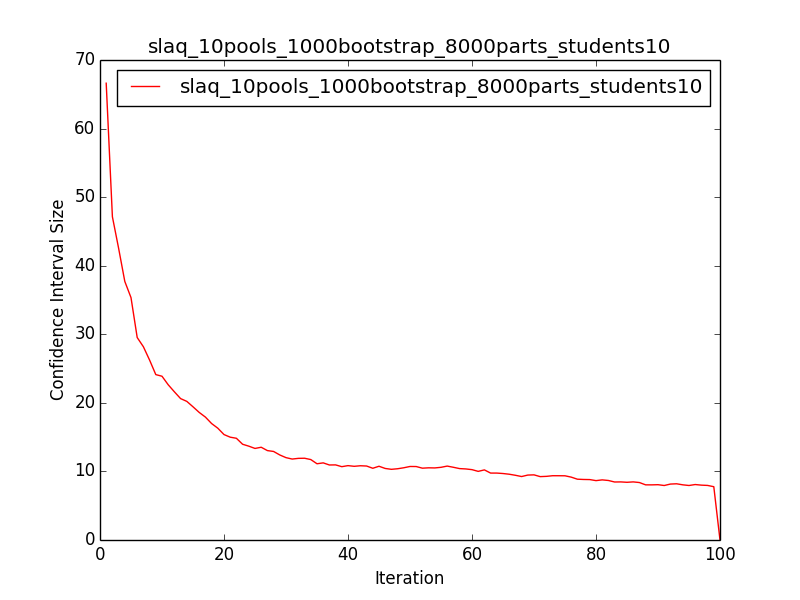 slaq_10pools_1000bootstrap_8000parts_students10
slaq_10pools_1000bootstrap_8000parts_students10
70
60
50
40
30
20
10
0
Confidence Interval Size
0 20 40 60 80 100
Iteration